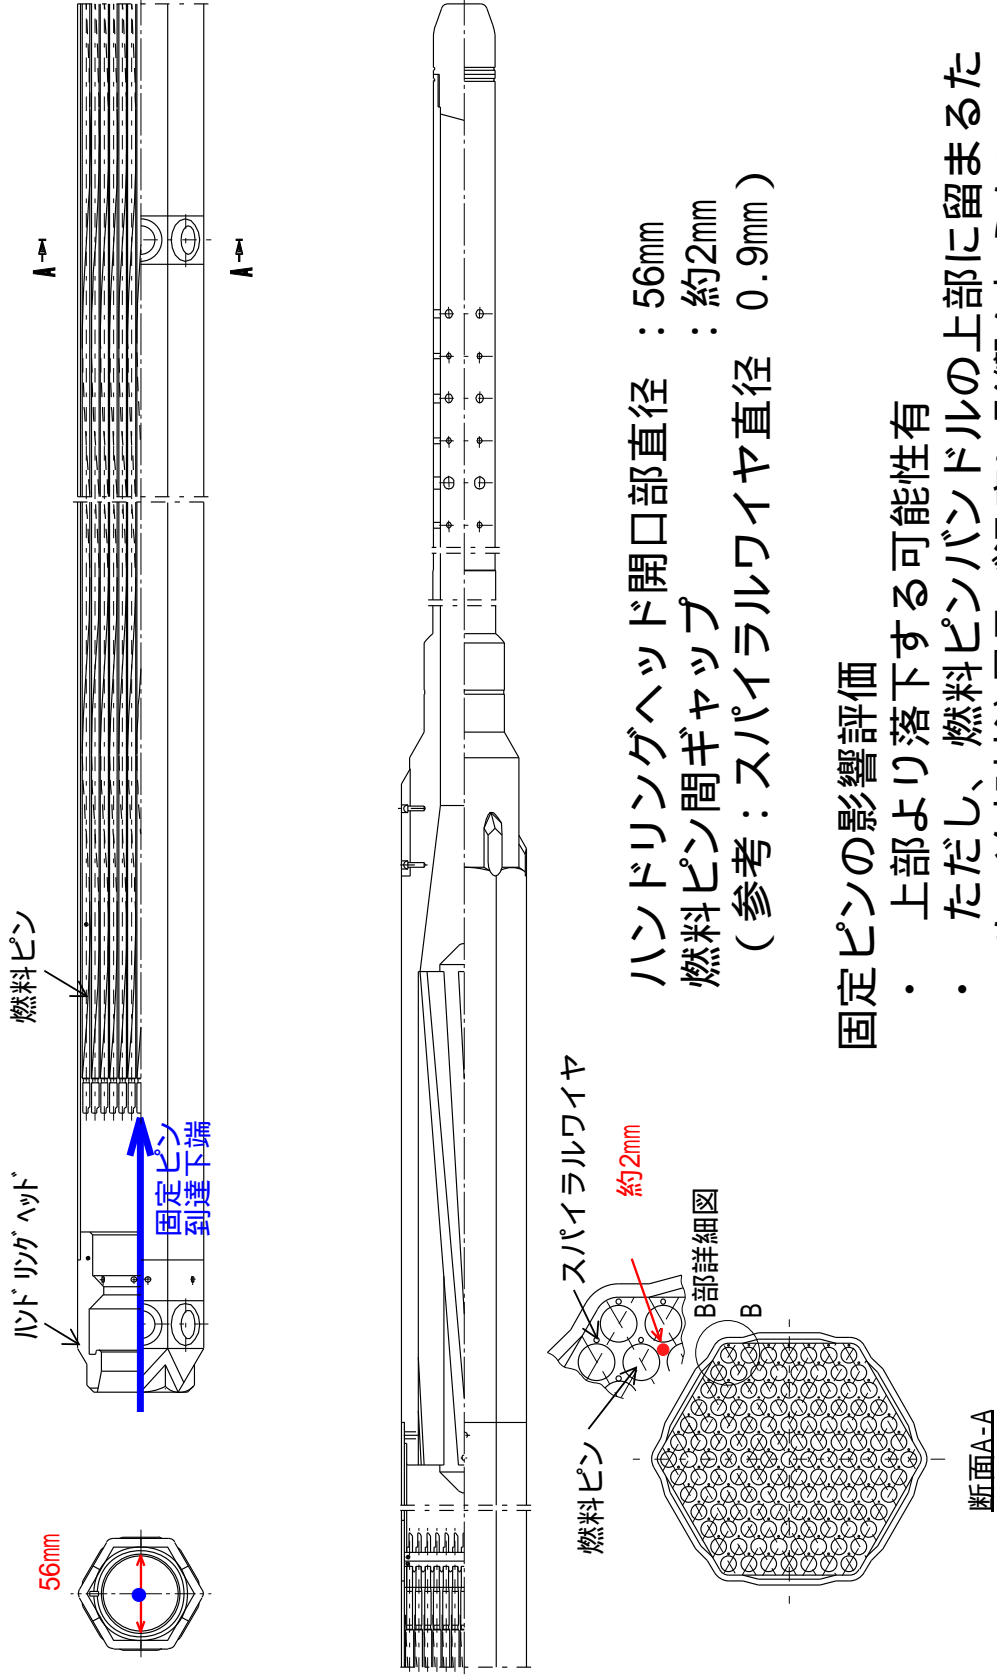 ハンドリングヘッド
燃料ピン
56mm
固定ピン
到達下端
A
A
燃料ピン
スパイラルワイヤ
約2mm
B部詳細図
B
断面A-A
ハンドリングヘッド開口部直径 : 56mm
燃料ピン間ギャップ : 約2mm
(参考:スパイラルワイヤ直径 0.9mm)
固定ピンの影響評価
・ 上部より落下する可能性有
・ ただし、燃料ピンバンドルの上部に留まるた